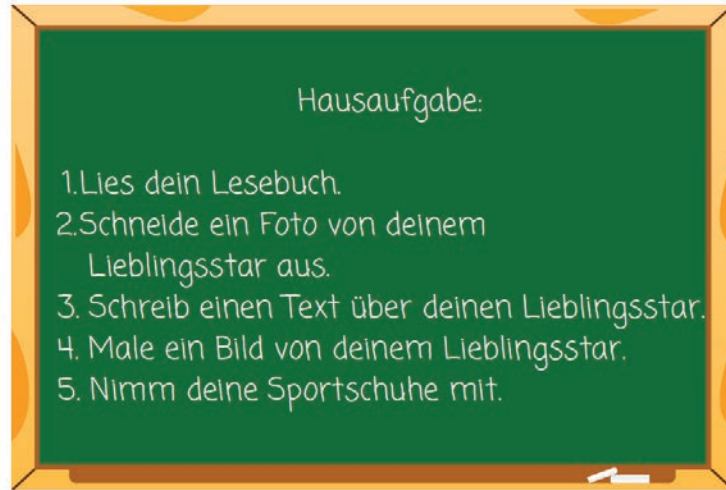 Hausaufgabe:
1.Lies dein Lesebuch.
2.Schneide ein Foto von deinem
Lieblingsstar aus.
3. Schreib einen Text über deinen Lieblingsstar.
4. Male ein Bild von deinem Lieblingsstar.
5. Nimm deine Sportschuhe mit.